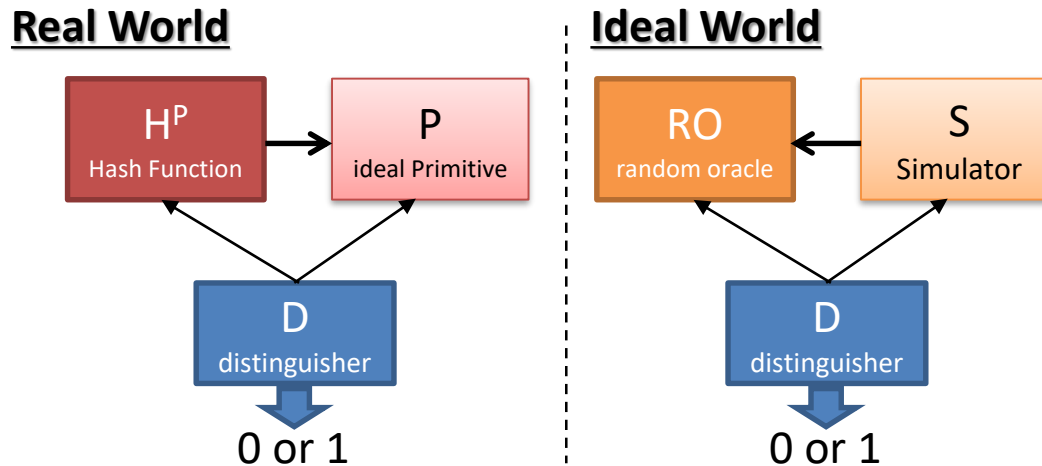 Real World
Hᴾ
Hash Function
P
ideal Primitive
D
distinguisher
0 or 1
Ideal World
RO
random oracle
S
Simulator
D
distinguisher
0 or 1